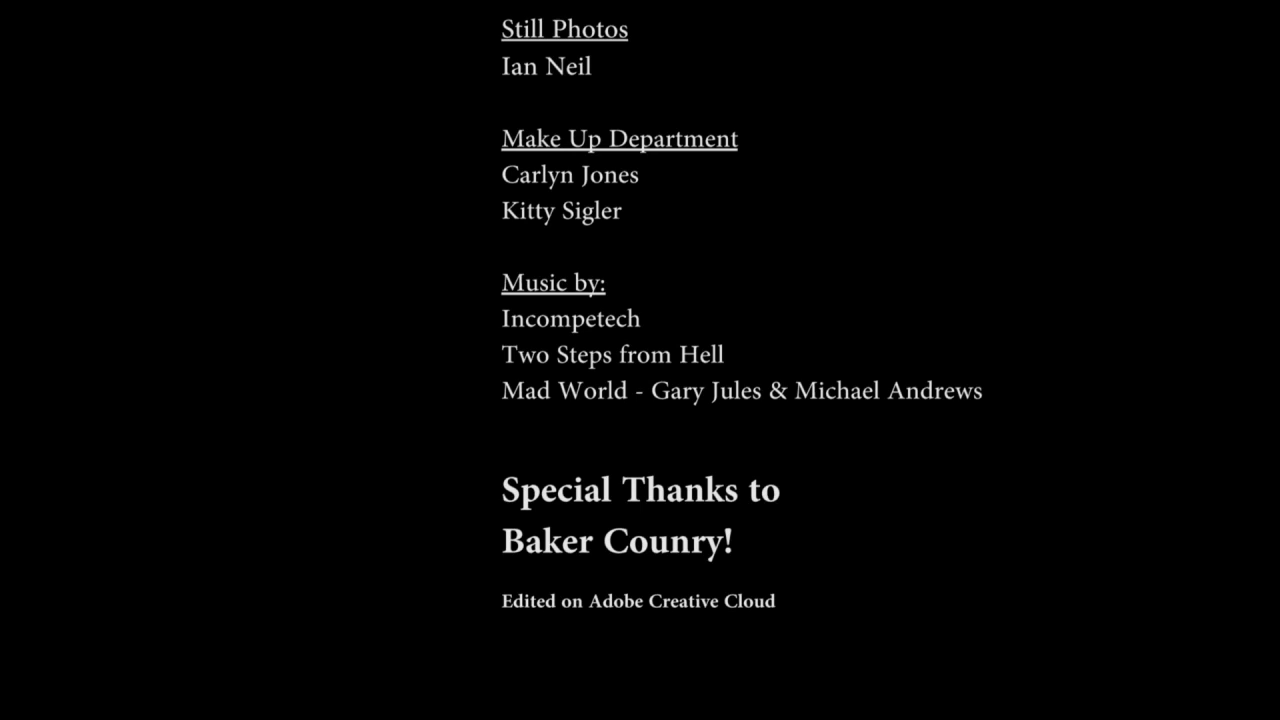 Still Photos
Ian Neil
Make Up Department
Carlyn Jones
Kitty Sigler
Music by:
Incompetech
Two Steps from Hell
Mad World - Gary Jules & Michael Andrews
Special Thanks to
Baker Counry!
Edited on Adobe Creative Cloud